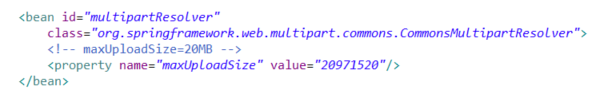 <bean id="multipartResolver"
class="org.springframework.web.multipart.commons.CommonsMultipartResolver">
<!-- maxUploadSize=20MB -->
<property name="maxUploadSize" value="20971520"/>
</bean>